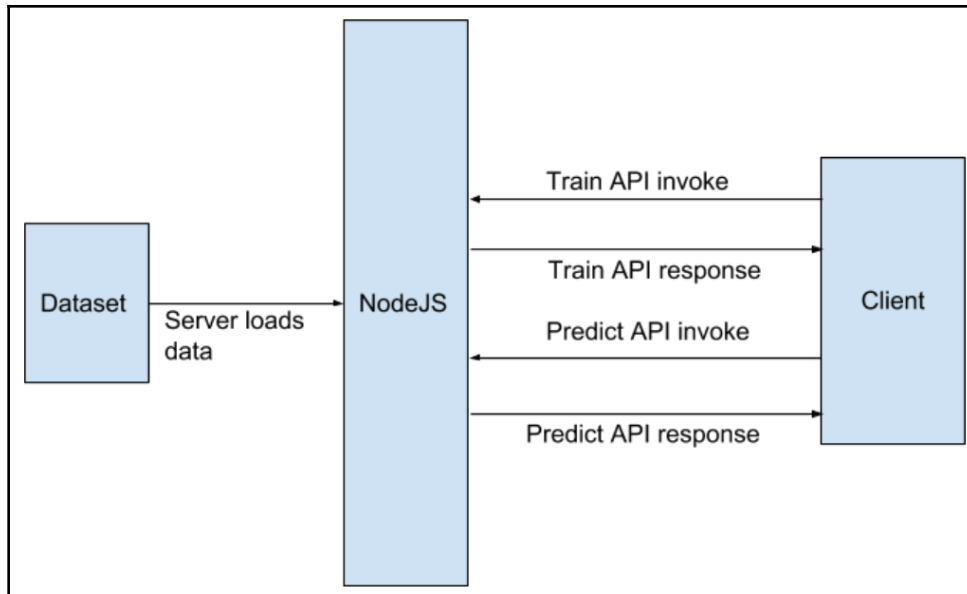 Train API invoke
Train API response
Dataset
NodeJS
Client
Server loads
data
Predict API invoke
Predict API response